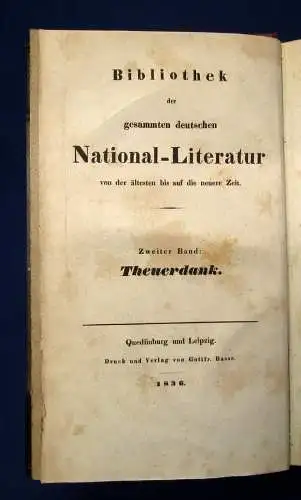 Bibliothek
der
gesammten deutschen
National-Literatur
von der ältesten bis auf die neuere Zeit.
Zweiter Band:
Theuerdank.
Quedlinburg und Leipzig.
Druck und Verlag von Gottfr. Basse.
1836.